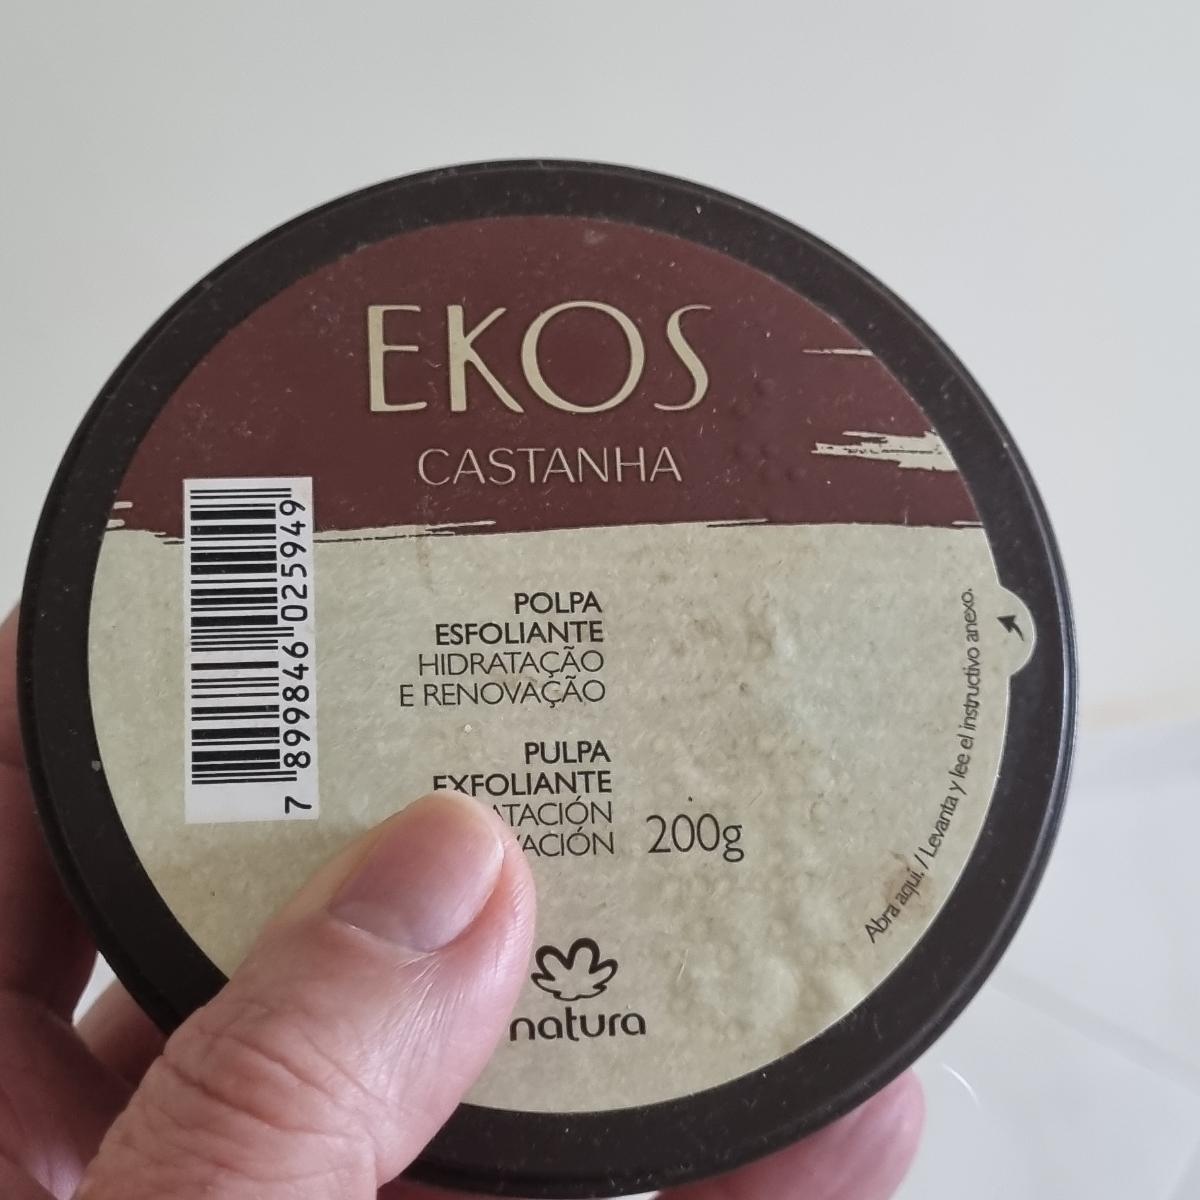 EKOS
CASTANHA
7 899846 025949
POLPA
ESFOLIANTE
HIDRATAÇÃO
E RENOVAÇÃO
PULPA
EXFOLIANTE
200g
Abra aqui. / Levanta y lee el instructivo anexo.
natura